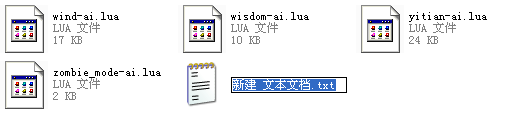 wind-ai.lua
LUA 文件
17 KB
wisdom-ai.lua
LUA 文件
10 KB
yitian-ai.lua
LUA 文件
24 KB
zombie_mode-ai.lua
LUA 文件
2 KB
新建 文本文档.txt